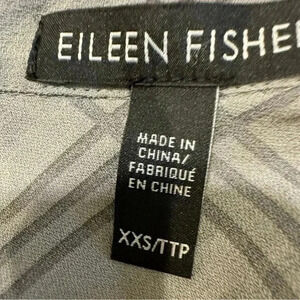 EILEEN FISHE
MADE IN
CHINA/
FABRIQUÉ
EN CHINE
XXS/TTP